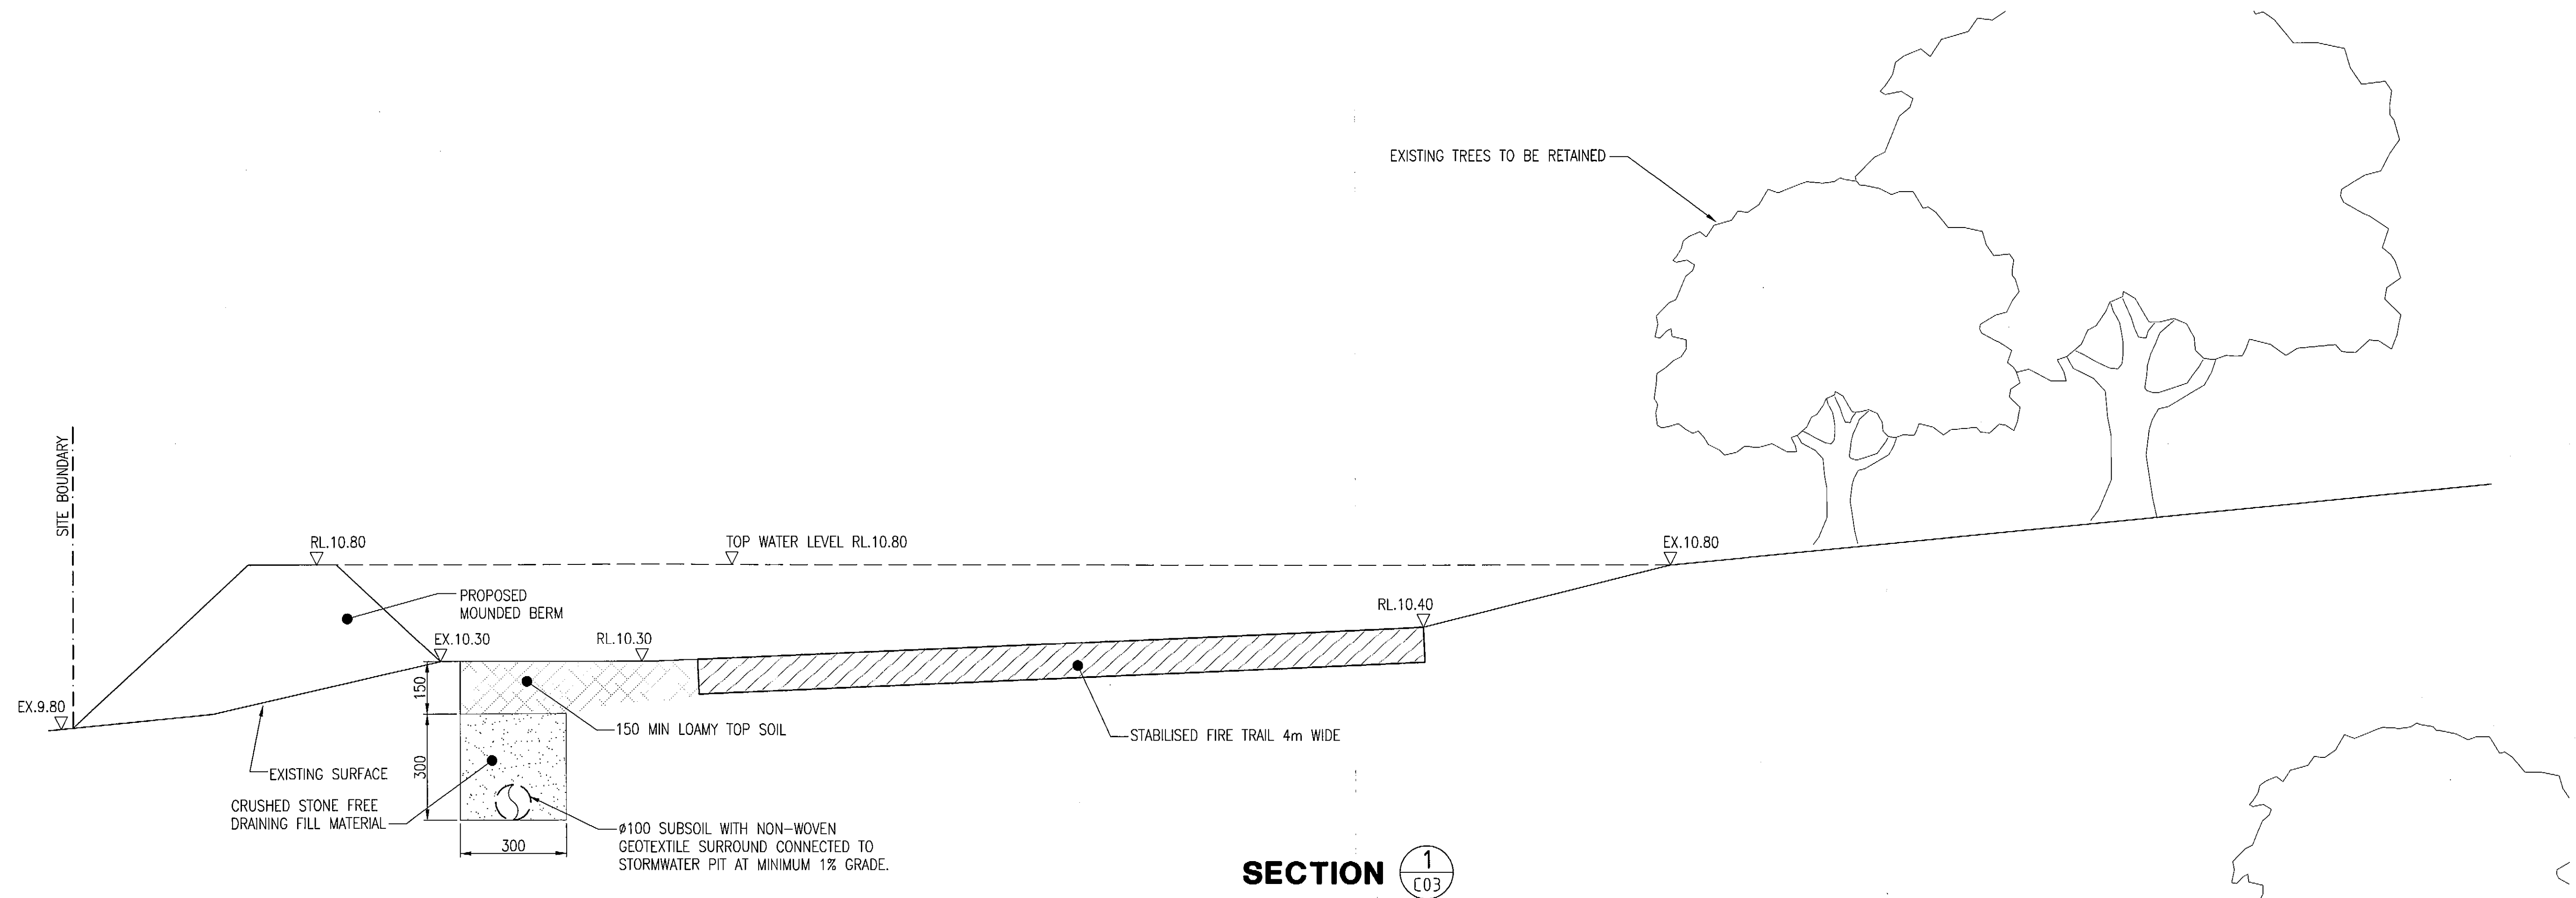 EXISTING TREES TO BE RETAINED
SITE BOUNDARY
RL.10.80
TOP WATER LEVEL RL.10.80
EX.10.80
PROPOSED
MOUNDED BERM
RL.10.40
EX.10.30
RL.10.30
150
EX.9.80
150 MIN LOAMY TOP SOIL
STABILISED FIRE TRAIL 4m WIDE
EXISTING SURFACE
300
CRUSHED STONE FREE
DRAINING FILL MATERIAL
ø100 SUBSOIL WITH NON-WOVEN
GEOTEXTILE SURROUND CONNECTED TO
STORMWATER PIT AT MINIMUM 1% GRADE.
300
SECTION 1
C03